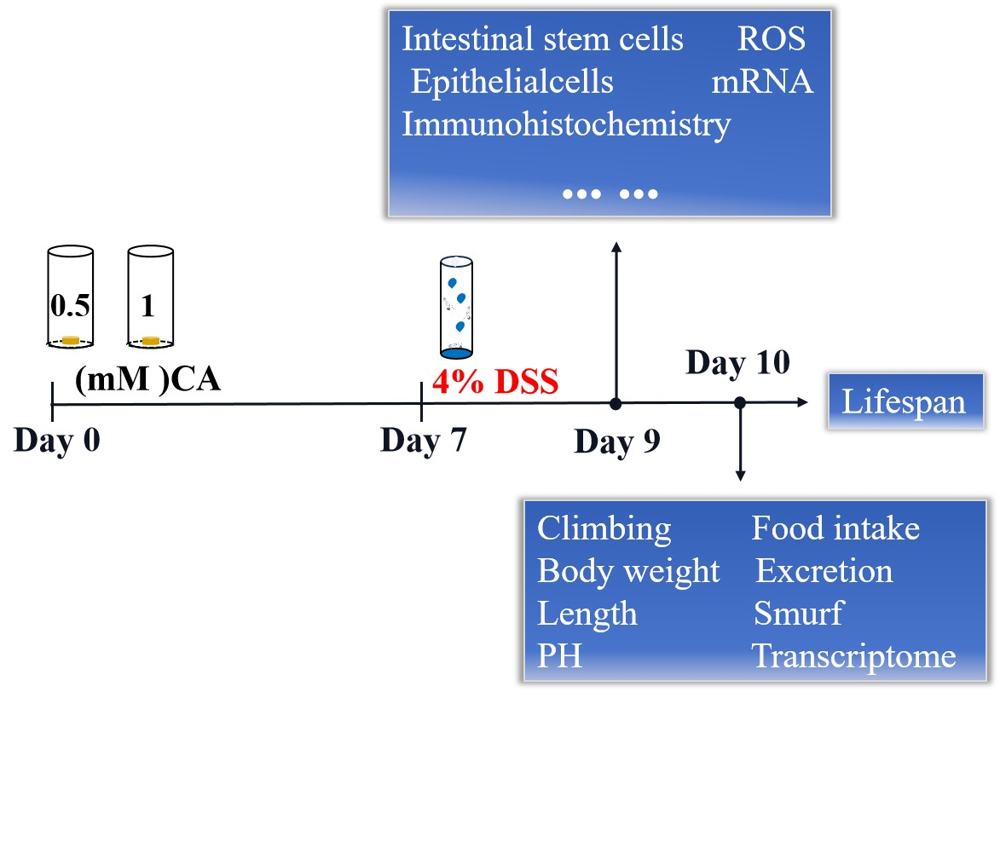 Intestinal stem cells ROS
Epithelialcells mRNA
Immunohistochemistry
... ...
0.5 1
(mM )CA
4% DSS
Day 10
Lifespan
Day 0 Day 7 Day 9
Climbing Food intake
Body weight Excretion
Length Smurf
PH Transcriptome